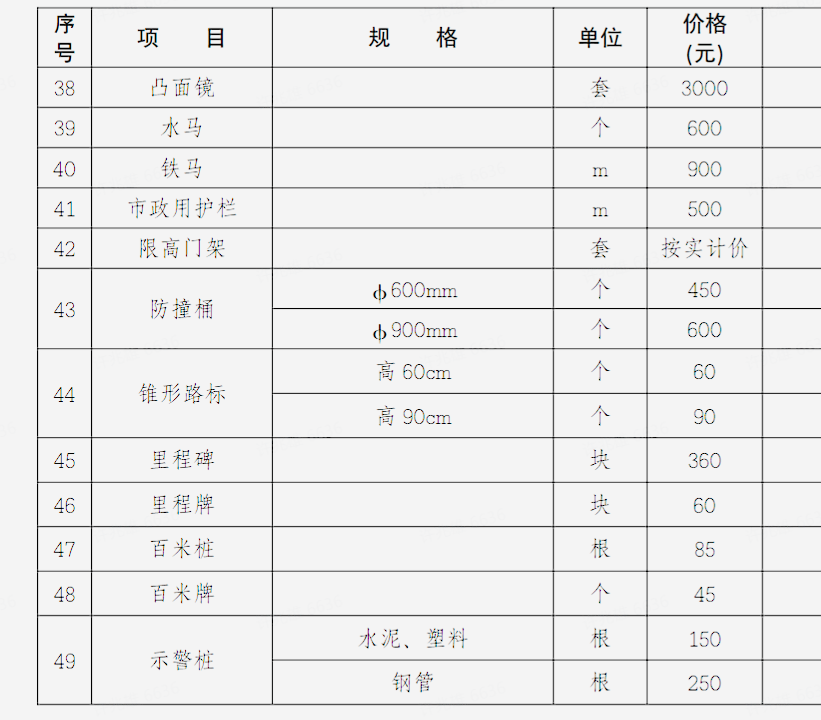 序号 项 目 规 格 单位 价格(元)
38 凸面镜 套 3000
39 水马 个 600
40 铁马 m 900
41 市政用护栏 m 500
42 限高门架 套 按实计价
43 防撞桶 ф600mm 个 450
ф900mm 个 600
44 锥形路标 高 60cm 个 60
高 90cm 个 90
45 里程碑 块 360
46 里程牌 块 60
47 百米桩 根 85
48 百米牌 个 45
49 示警桩 水泥、塑料 根 150
钢管 根 250